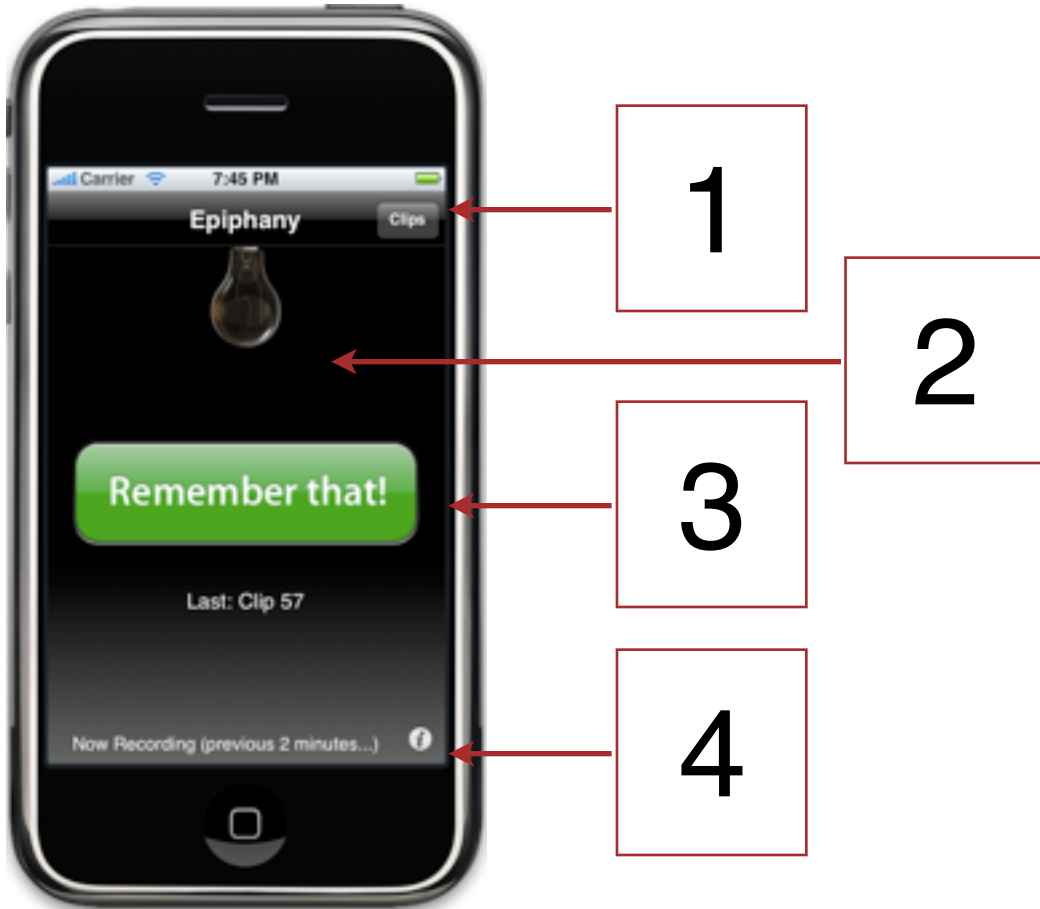 Carrier 7:45 PM
Epiphany Clips
1
2
Remember that!
3
Last: Clip 57
Now Recording (previous 2 minutes...) i
4